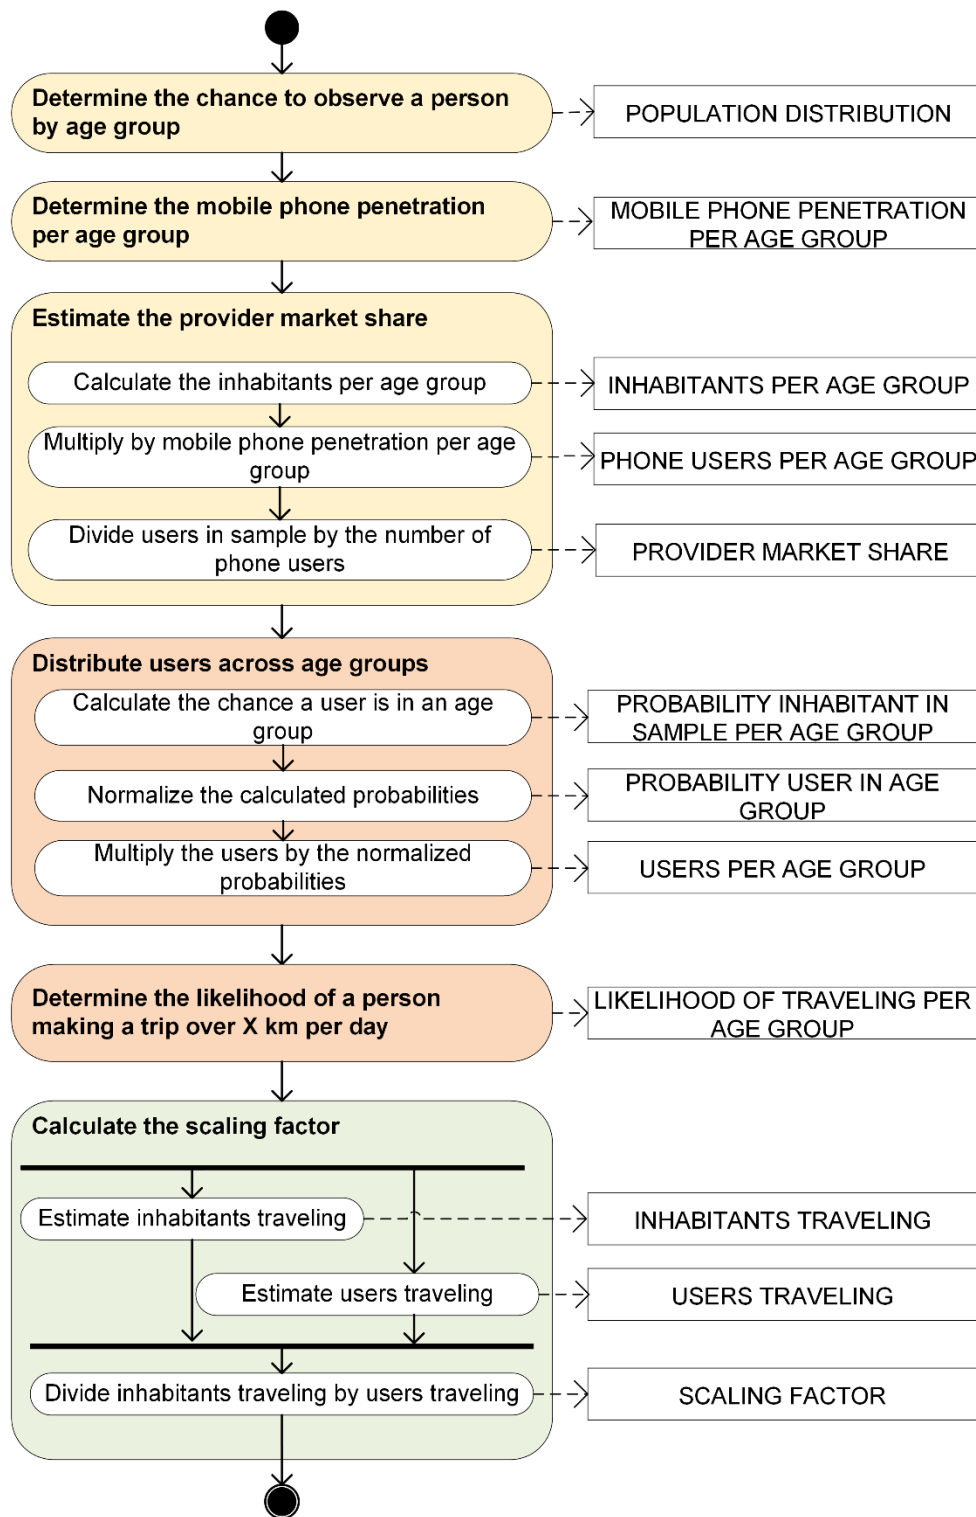 Determine the chance to observe a person
by age group
POPULATION DISTRIBUTION
Determine the mobile phone penetration
per age group
MOBILE PHONE PENETRATION
PER AGE GROUP
Estimate the provider market share
Calculate the inhabitants per age group
INHABITANTS PER AGE GROUP
Multiply by mobile phone penetration per age
group
PHONE USERS PER AGE GROUP
Divide users in sample by the number of
phone users
PROVIDER MARKET SHARE
Distribute users across age groups
Calculate the chance a user is in an age
group
PROBABILITY INHABITANT IN
SAMPLE PER AGE GROUP
Normalize the calculated probabilities
PROBABILITY USER IN AGE
GROUP
Multiply the users by the normalized
probabilities
USERS PER AGE GROUP
Determine the likelihood of a person
making a trip over X km per day
LIKELIHOOD OF TRAVELING PER
AGE GROUP
Calculate the scaling factor
Estimate inhabitants traveling
INHABITANTS TRAVELING
Estimate users traveling
USERS TRAVELING
Divide inhabitants traveling by users traveling
SCALING FACTOR